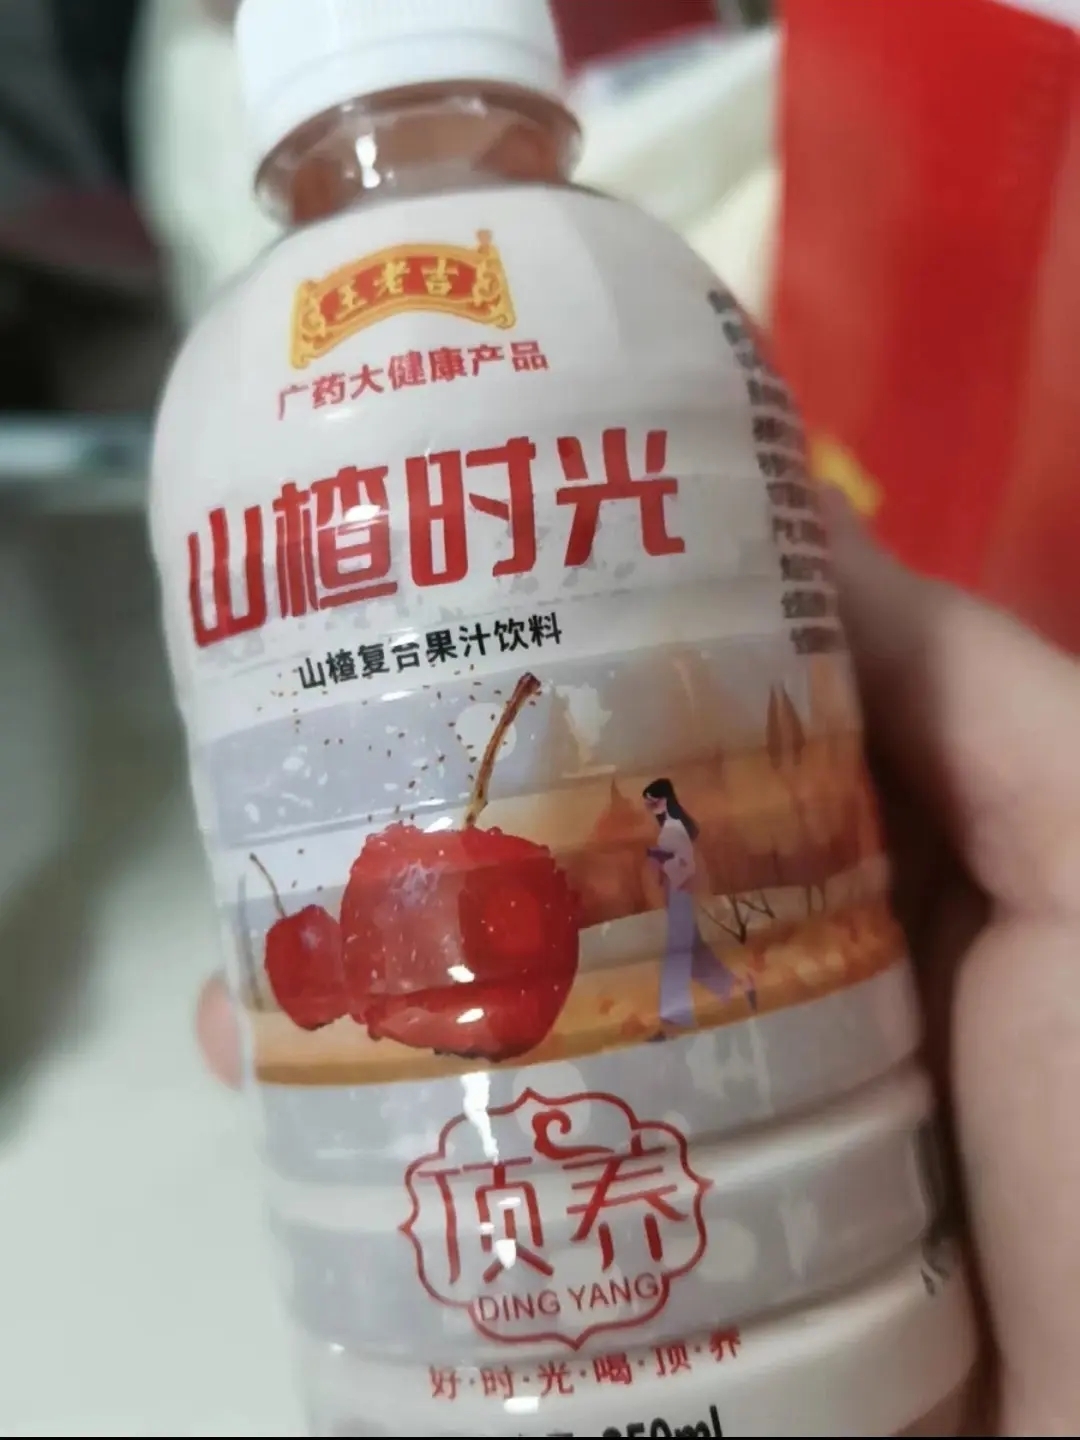 王老吉
广药大健康产品
山楂时光
山楂复合果汁饮料
顶养
DING YANG
好·时·光·喝·顶·养
350ml